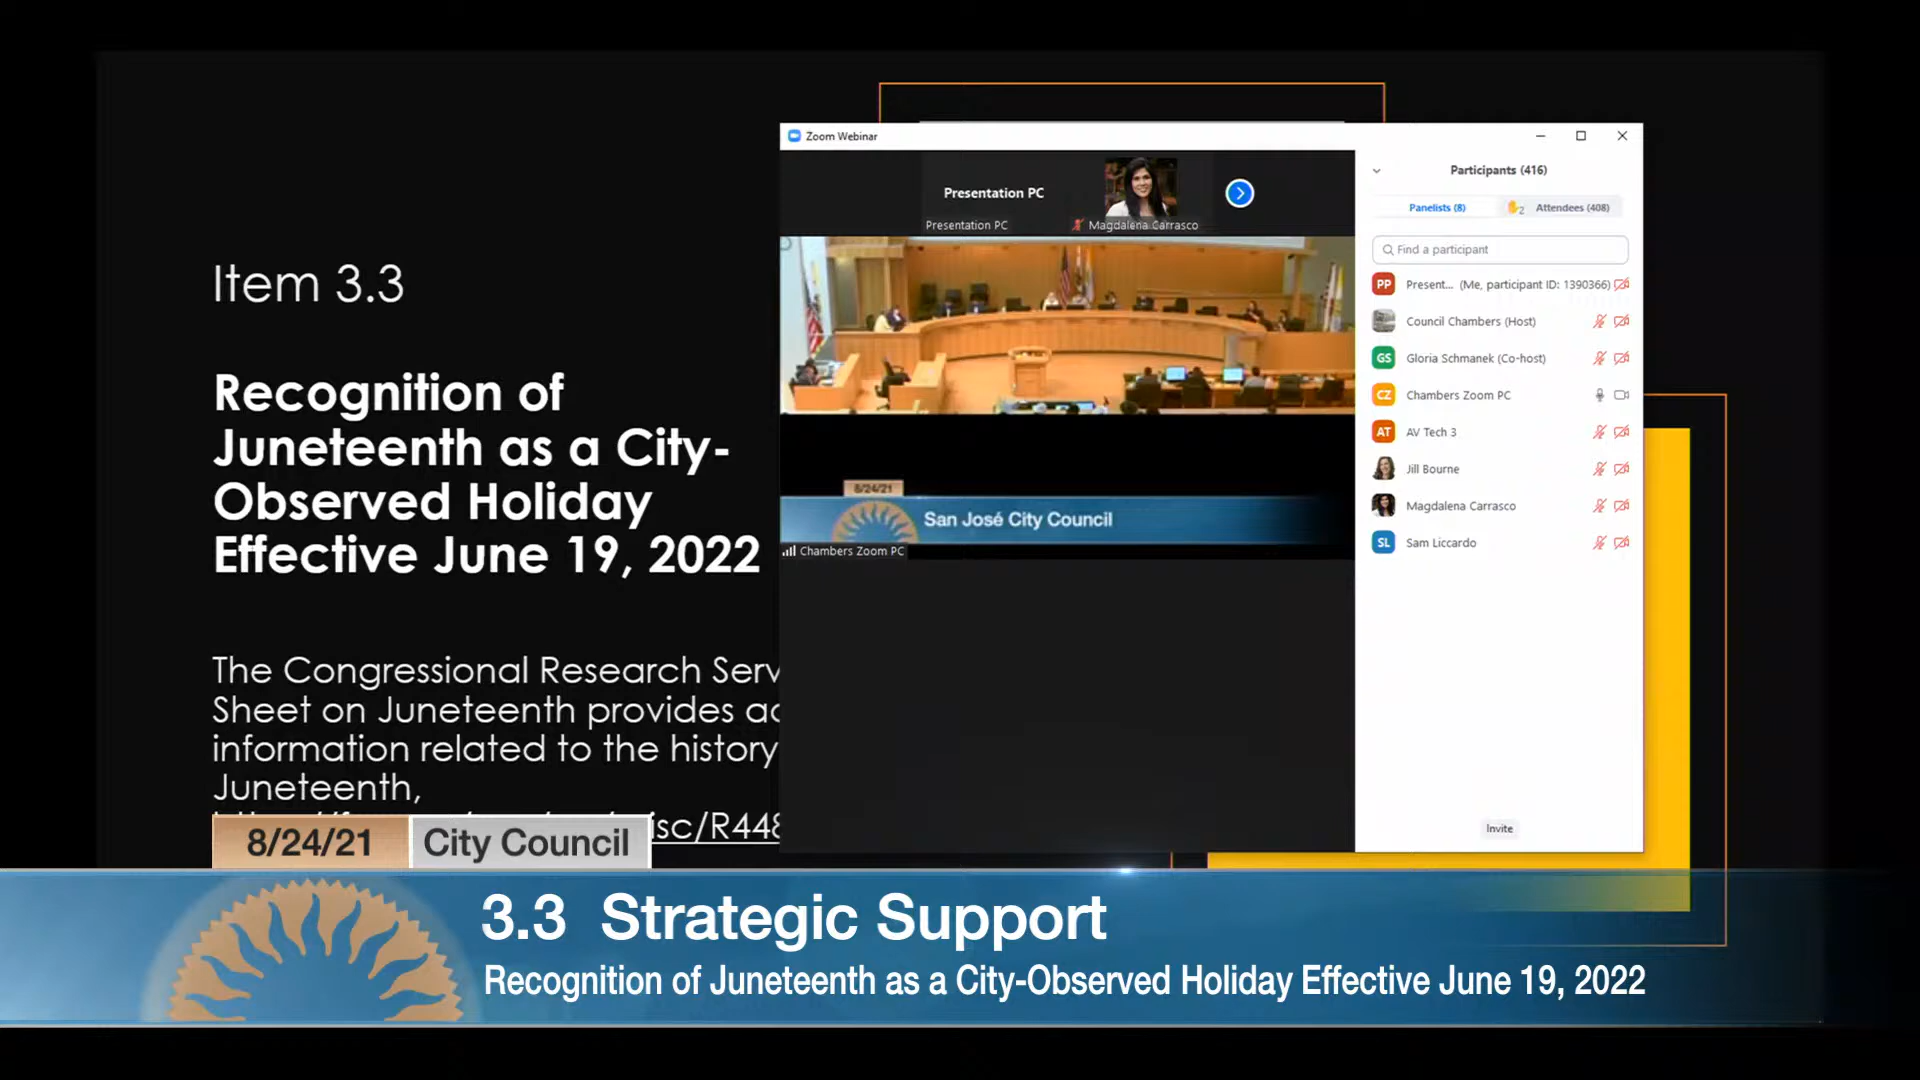 Item 3.3
Recognition of
Juneteenth as a City-
Observed Holiday
Effective June 19, 2022
The Congressional Research Serv
Sheet on Juneteenth provides
information related to the history
Juneteenth,
isc/R448
Zoom Webinar
Presentation PC
Presentation PC
Magdalena Carrasco
8/24/21
San José City Council
Chambers Zoom PC
Participants (416)
Panelists (8)
2
Attendees (408)
Find a participant
PP Present... (Me, participant ID: 1390366)
Council Chambers (Host)
GS Gloria Schmanek (Co-host)
CZ Chambers Zoom PC
AT AV Tech 3
Jill Bourne
Magdalena Carrasco
SL Sam Liccardo
Invite
8/24/21 City Council
3.3 Strategic Support
Recognition of Juneteenth as a City-Observed Holiday Effective June 19, 2022